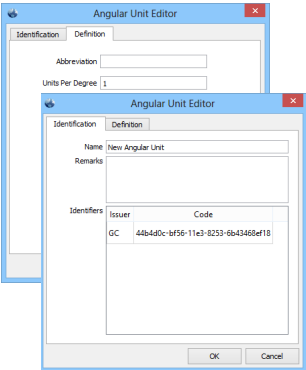 Angular Unit Editor
Identification Definition
Abbreviation
Units Per Degree 1
Angular Unit Editor
Identification Definition
Name New Angular Unit
Remarks
Identifiers Issuer Code
GC 44b4d0c-bf56-11e3-8253-6b43468ef18
OK Cancel